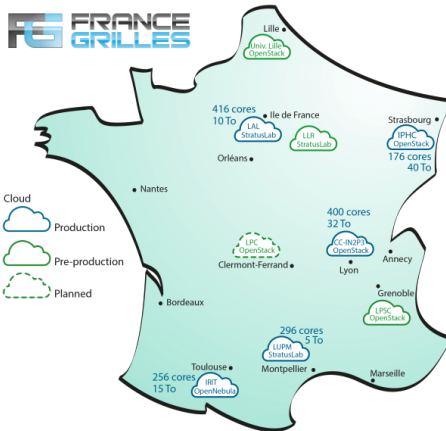 FRANCE
GRILLES
Lille
Univ. Lille
OpenStack
416 cores
10 To
Ile de France
LAL
StratusLab
LLR
StratusLab
Strasbourg
IPHC
OpenStack
176 cores
40 To
Orléans
Nantes
Cloud
Production
Pre-production
Planned
400 cores
32 To
CC-IN2P3
OpenStack
Annecy
Lyon
LPC
OpenStack
Clermont-Ferrand
Grenoble
LPSC
OpenStack
Bordeaux
296 cores
5 To
LUPM
StratusLab
Montpellier
Toulouse
256 cores
15 To
IRIT
OpenNebula
Marseille